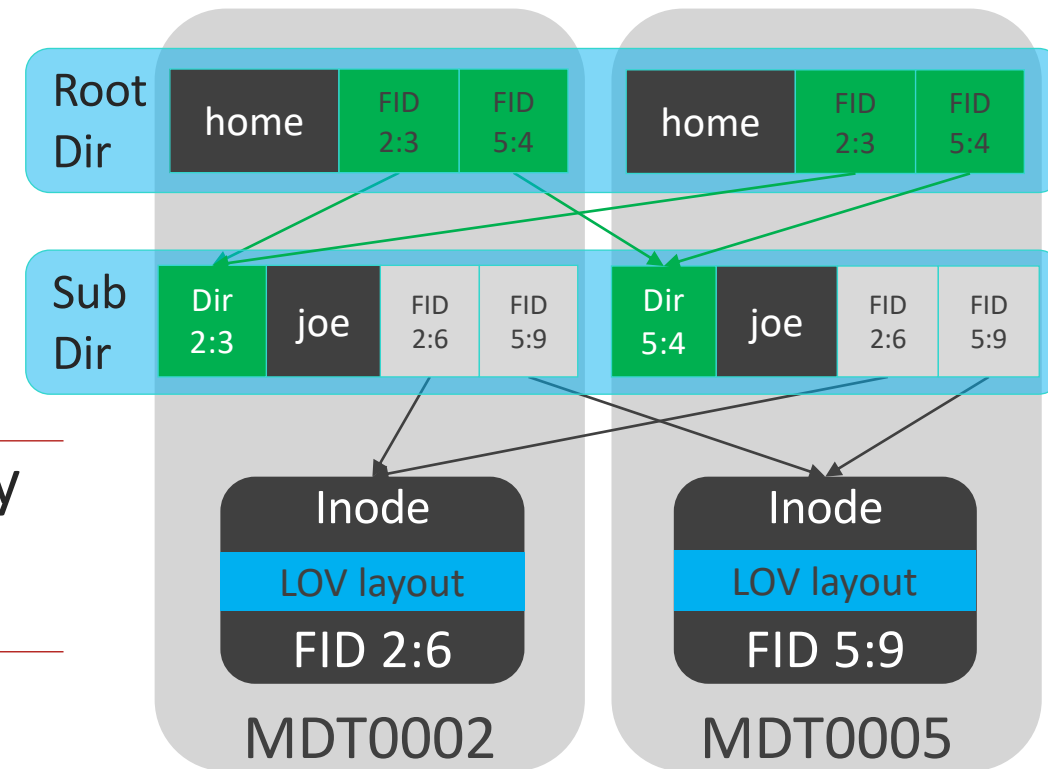 Root
Dir
home
FID
2:3
FID
5:4
home
FID
2:3
FID
5:4
Sub
Dir
Dir
2:3
joe
FID
2:6
FID
5:9
Dir
5:4
joe
FID
2:6
FID
5:9
y
Inode
LOV layout
FID 2:6
Inode
LOV layout
FID 5:9
MDT0002
MDT0005